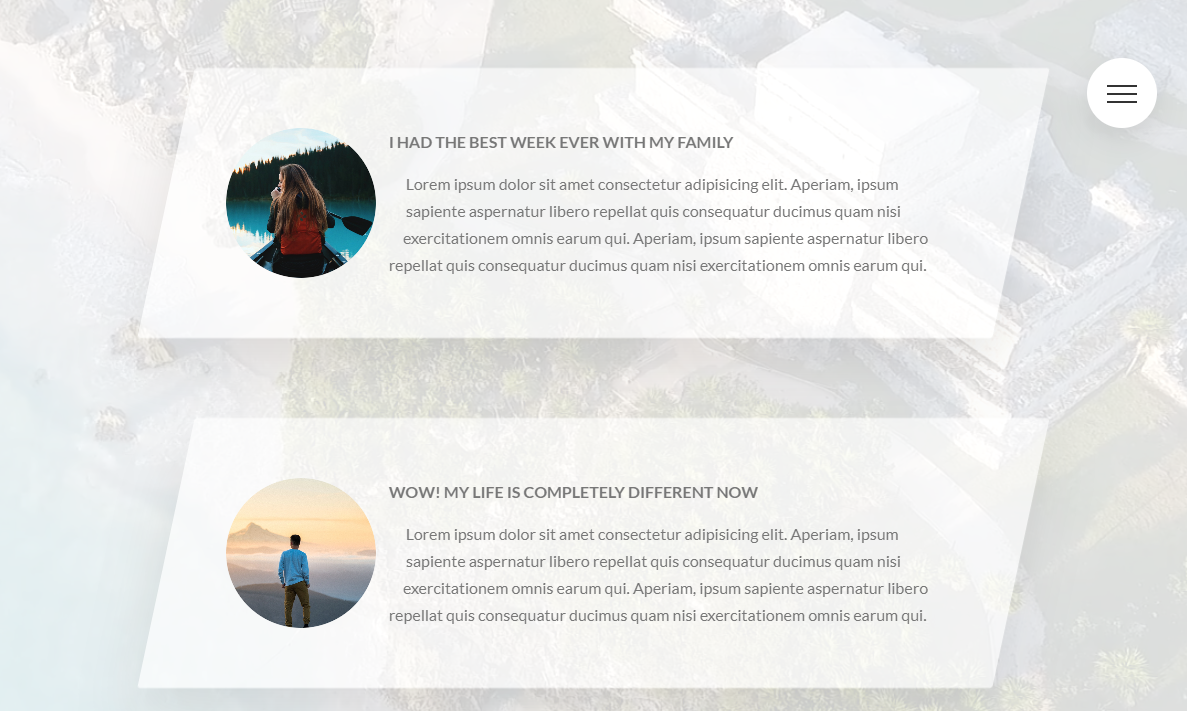 I HAD THE BEST WEEK EVER WITH MY FAMILY
Lorem ipsum dolor sit amet consectetur adipisicing elit. Aperiam, ipsum
sapiente aspernatur libero repellat quis consequatur ducimus quam nisi
exercitationem omnis earum qui. Aperiam, ipsum sapiente aspernatur libero
repellat quis consequatur ducimus quam nisi exercitationem omnis earum qui.
WOW! MY LIFE IS COMPLETELY DIFFERENT NOW
Lorem ipsum dolor sit amet consectetur adipisicing elit. Aperiam, ipsum
sapiente aspernatur libero repellat quis consequatur ducimus quam nisi
exercitationem omnis earum qui. Aperiam, ipsum sapiente aspernatur libero
repellat quis consequatur ducimus quam nisi exercitationem omnis earum qui.